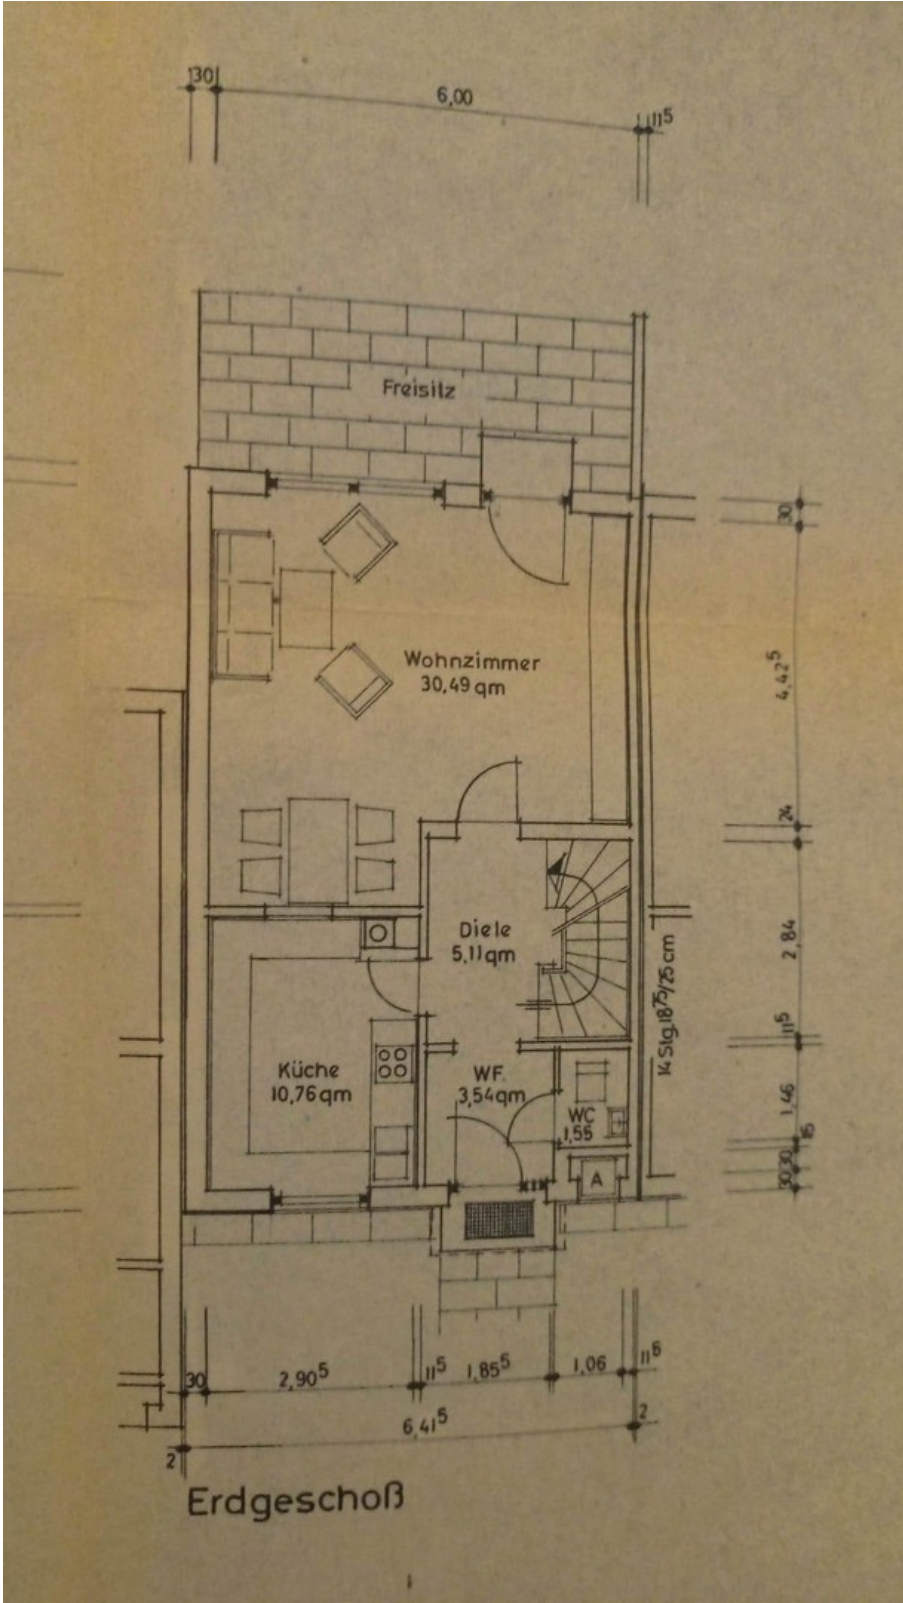 30
6,00
11⁵
Freisitz
30
Wohnzimmer
30,49 qm
4,42⁵
24
Diele
5,11qm
2,84
14 Stg.18⁷⁵/25 cm
11⁵
Küche
10,76qm
WF.
3,54qm
WC
1,55
1,46
15
30
30
A
30
2,90⁵
11⁵
1,85⁵
1,06
11⁵
6,41⁵
2
2
Erdgeschoß